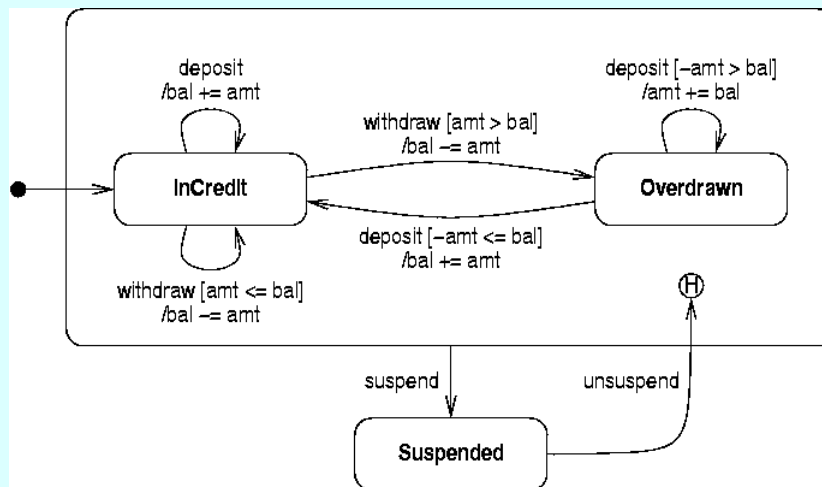 deposit
/bal += amt
deposit [−amt > bal]
/amt += bal
withdraw [amt > bal]
/bal −= amt
InCredit
Overdrawn
deposit [−amt <= bal]
/bal += amt
withdraw [amt <= bal]
/bal −= amt
H
suspend
unsuspend
Suspended